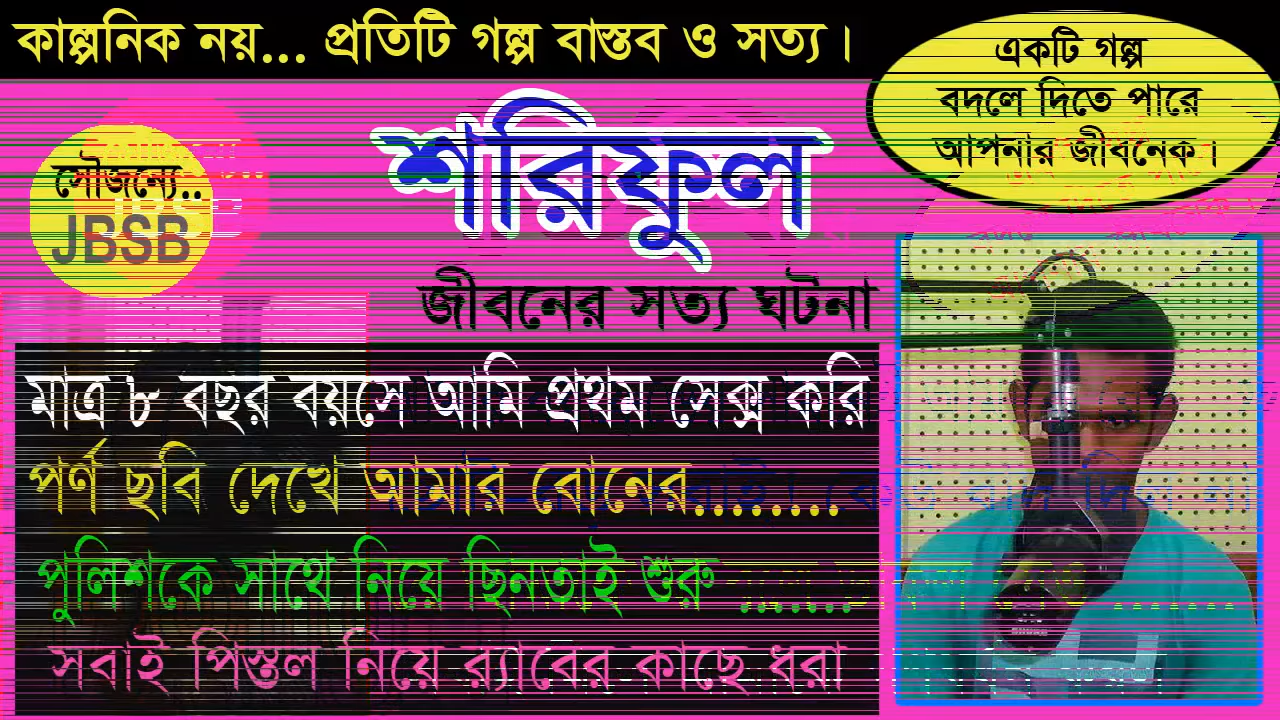 কাল্পনিক নয়... প্রতিটি গল্প বাস্তব ও সত্য।
একটি গল্প
বদলে দিতে পারে
আপনার জীবনেক।
সৌজন্যে..
JBSB
শরিফুল
জীবনের সত্য ঘটনা
মাত্র ৮ বছর বয়সে আমি প্রথম সেক্স করি
পর্ণ ছবি দেখে আমার বোনের........
পুলিশকে সাথে নিয়ে ছিনতাই শুরু
সবাই পিস্তল নিয়ে র‍্যাবের কাছে ধরা